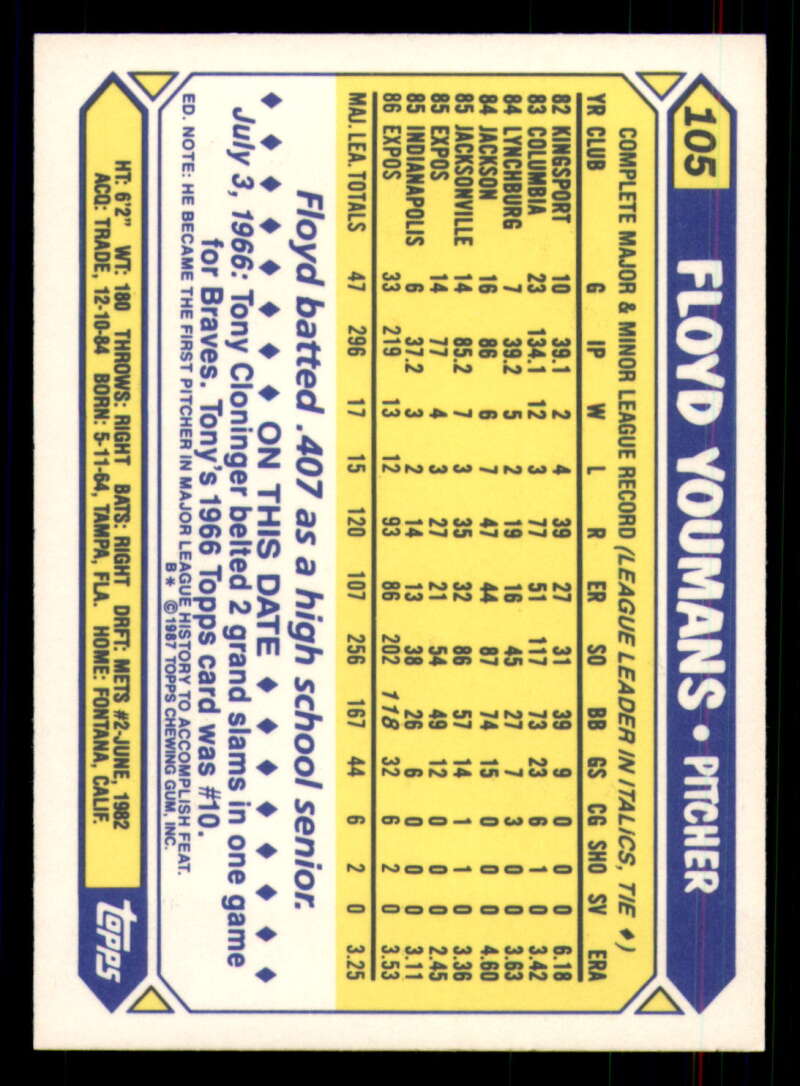 105
FLOYD YOUMANS • PITCHER
COMPLETE MAJOR & MINOR LEAGUE RECORD (LEAGUE LEADER IN ITALICS, TIE ♦)
YR CLUB G IP W L R ER SO BB GS CG SHO SV ERA
82 KINGSPORT 10 39.1 2 4 39 27 31 39 9 0 0 0 6.18
83 COLUMBIA 23 134.1 12 3 77 51 117 73 23 6 1 0 3.42
84 LYNCHBURG 7 39.2 5 2 19 16 45 27 7 3 0 0 3.63
84 JACKSON 16 86 6 7 47 44 87 74 15 0 0 0 4.60
85 JACKSONVILLE 14 85.2 7 3 35 32 86 57 14 1 1 0 3.36
85 EXPOS 14 77 4 3 27 21 54 49 12 0 0 0 2.45
85 INDIANAPOLIS 6 37.2 3 2 14 13 38 26 6 0 0 0 3.11
86 EXPOS 33 219 13 12 93 86 202 118 32 6 2 0 3.53
MAJ. LEA. TOTALS 47 296 17 15 120 107 256 167 44 6 2 0 3.25
Floyd batted .407 as a high school senior.
♦ ♦ ♦ ♦ ♦ ♦ ♦ ♦ ON THIS DATE ♦ ♦ ♦ ♦ ♦ ♦ ♦ ♦
July 3, 1966: Tony Cloninger belted 2 grand slams in one game
for Braves. Tony's 1966 Topps card was #10.
ED. NOTE: HE BECAME THE FIRST PITCHER IN MAJOR LEAGUE HISTORY TO ACCOMPLISH FEAT.
B* ©1987 TOPPS CHEWING GUM, INC.
HT: 6'2" WT: 180 THROWS: RIGHT BATS: RIGHT DRFT: METS #2-JUNE, 1982
ACQ: TRADE, 12-10-84 BORN: 5-11-64, TAMPA, FLA. HOME: FONTANA, CALIF.
topps